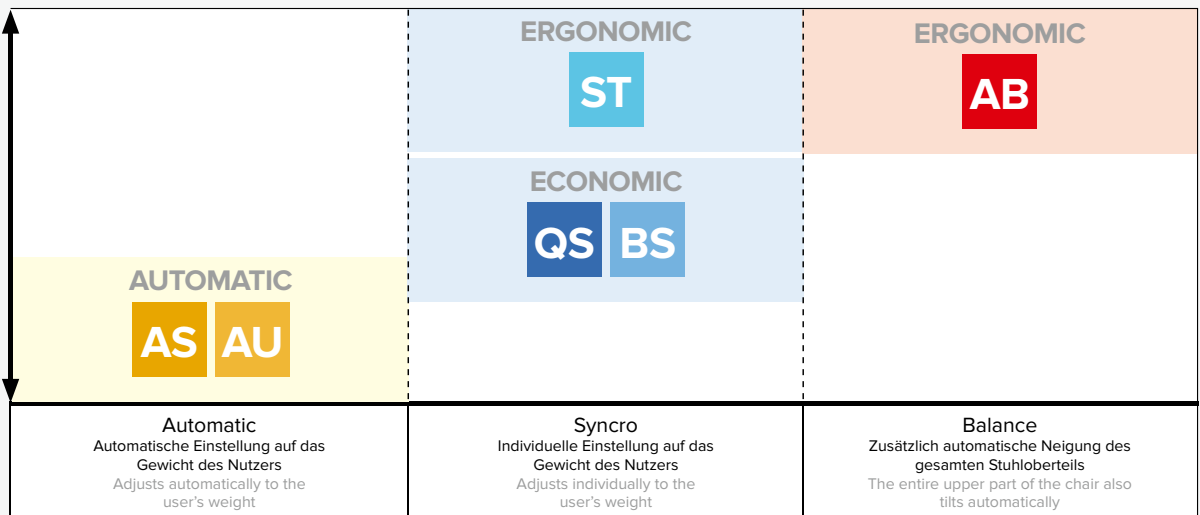 ERGONOMIC
ST
ERGONOMIC
AB
ECONOMIC
QS BS
AUTOMATIC
AS AU
Automatic
Automatische Einstellung auf das
Gewicht des Nutzers
Adjusts automatically to the
user's weight
Syncro
Individuelle Einstellung auf das
Gewicht des Nutzers
Adjusts individually to the
user's weight
Balance
Zusätzlich automatische Neigung des
gesamten Stuhloberteils
The entire upper part of the chair also
tilts automatically